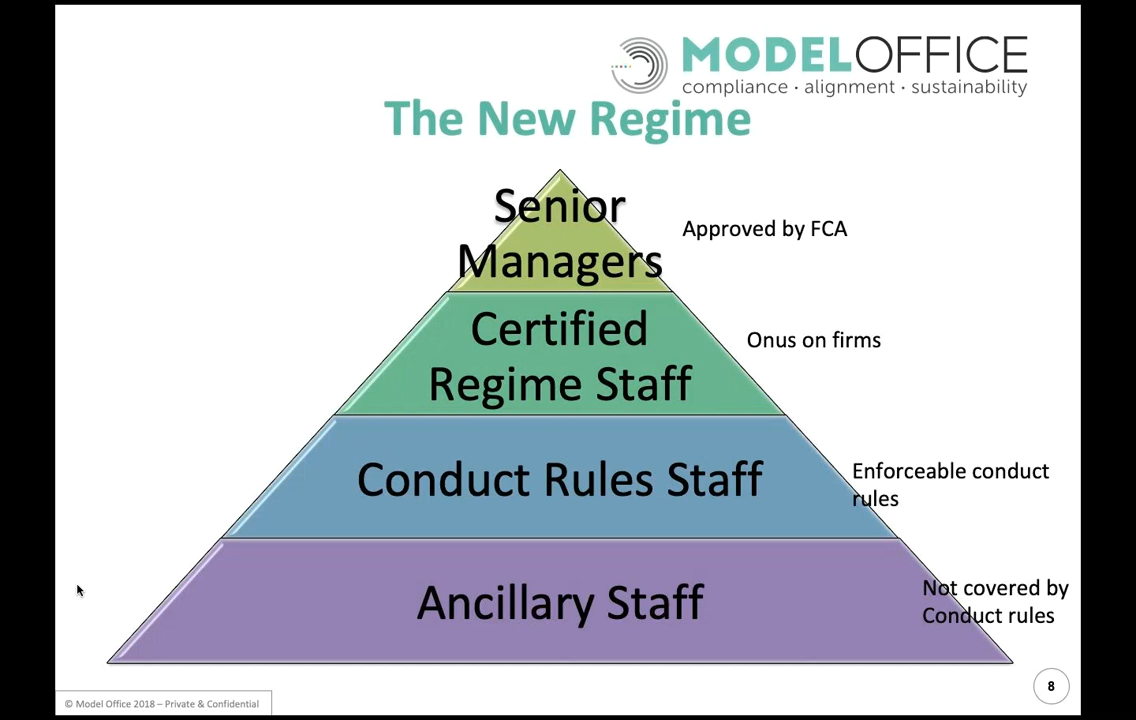 MODELOFFICE
compliance · alignment · sustainability
The New Regime
Senior
Managers
Approved by FCA
Certified
Regime Staff
Onus on firms
Conduct Rules Staff
Enforceable conduct
rules
Ancillary Staff
Not covered by
Conduct rules
8
© Model Office 2018 – Private & Confidential